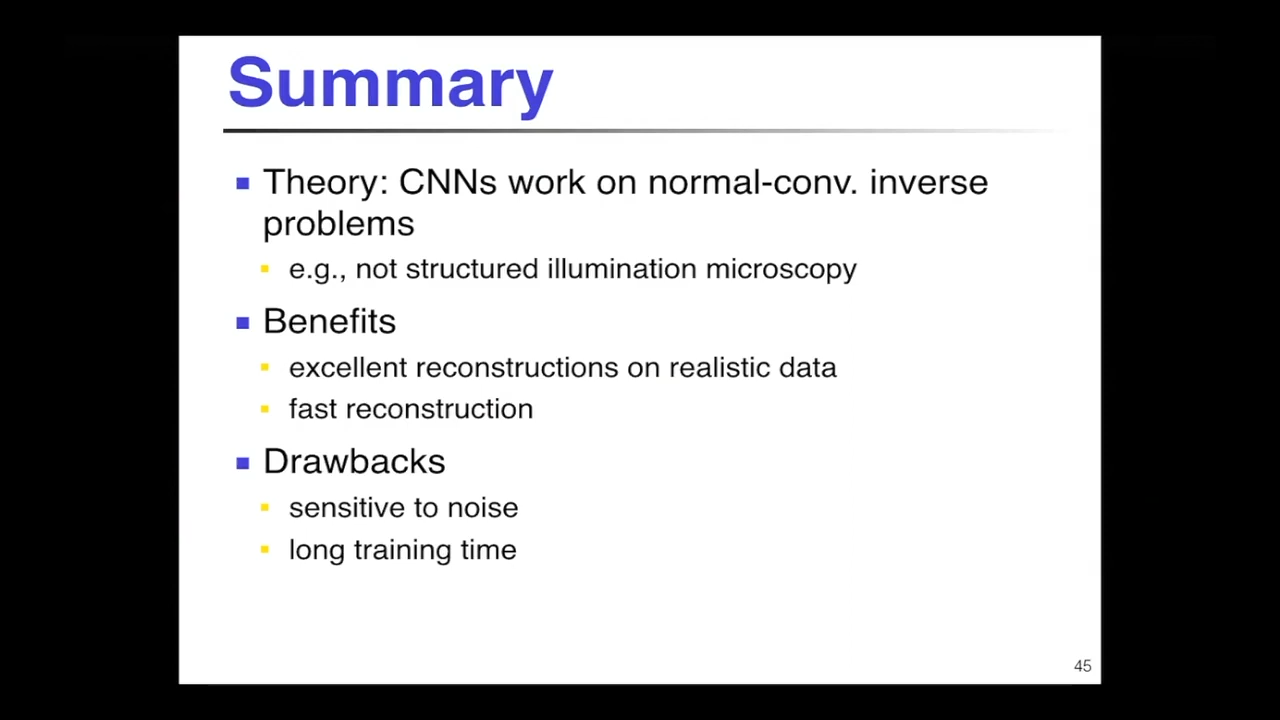 Summary
Theory: CNNs work on normal-conv. inverse
problems
e.g., not structured illumination microscopy
Benefits
excellent reconstructions on realistic data
fast reconstruction
Drawbacks
sensitive to noise
long training time
45